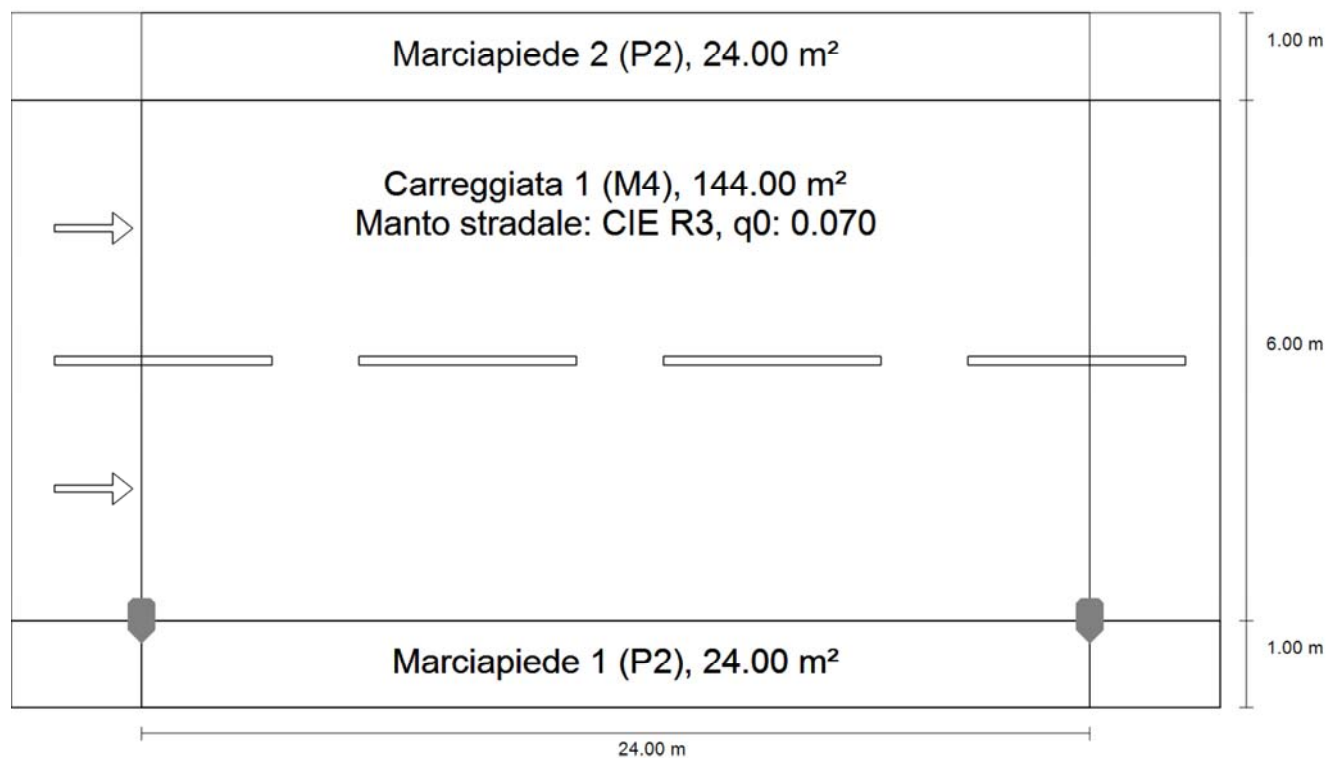 Marciapiede 2 (P2), 24.00 m²
1.00 m
Carreggiata 1 (M4), 144.00 m²
Manto stradale: CIE R3, q0: 0.070
6.00 m
Marciapiede 1 (P2), 24.00 m²
1.00 m
24.00 m